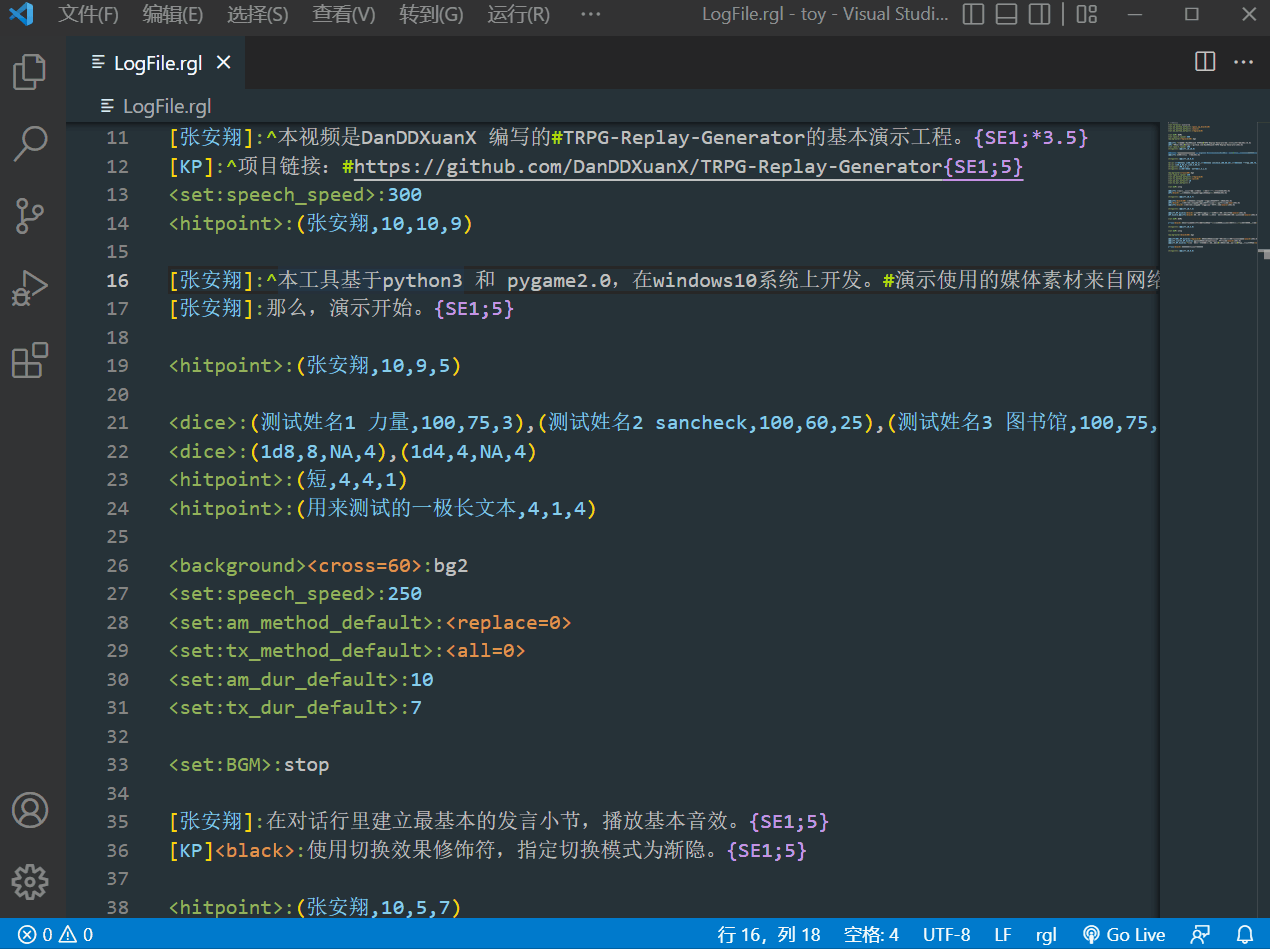 文件(F) 编辑(E) 选择(S) 查看(V) 转到(G) 运行(R) ··· LogFile.rgl - toy - Visual Studi...
LogFile.rgl
LogFile.rgl
11 [张安翔]:^本视频是DanDDXuanX 编写的#TRPG-Replay-Generator的基本演示工程。{SE1;*3.5}
12 [KP]:^项目链接：#https://github.com/DanDDXuanX/TRPG-Replay-Generator{SE1;5}
13 <set:speech_speed>:300
14 <hitpoint>:(张安翔,10,10,9)
15
16 [张安翔]:^本工具基于python3 和 pygame2.0，在windows10系统上开发。#演示使用的媒体素材来自网络
17 [张安翔]:那么，演示开始。{SE1;5}
18
19 <hitpoint>:(张安翔,10,9,5)
20
21 <dice>:(测试姓名1 力量,100,75,3),(测试姓名2 sancheck,100,60,25),(测试姓名3 图书馆,100,75,
22 <dice>:(1d8,8,NA,4),(1d4,4,NA,4)
23 <hitpoint>:(短,4,4,1)
24 <hitpoint>:(用来测试的一极长文本,4,1,4)
25
26 <background><cross=60>:bg2
27 <set:speech_speed>:250
28 <set:am_method_default>:<replace=0>
29 <set:tx_method_default>:<all=0>
30 <set:am_dur_default>:10
31 <set:tx_dur_default>:7
32
33 <set:BGM>:stop
34
35 [张安翔]:在对话行里建立最基本的发言小节，播放基本音效。{SE1;5}
36 [KP]<black>:使用切换效果修饰符，指定切换模式为渐隐。{SE1;5}
37
38 <hitpoint>:(张安翔,10,5,7)
0 0 行 16，列 18 空格: 4 UTF-8 LF rgl Go Live